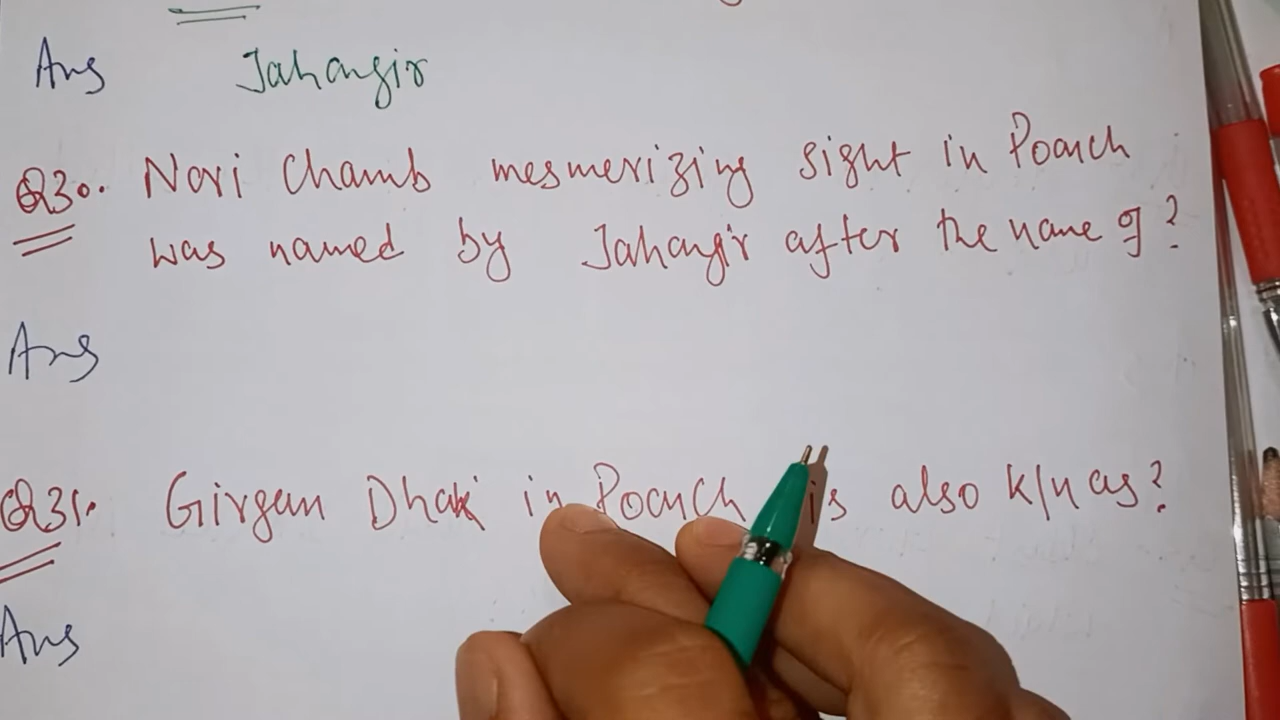 Ans Jahangir
Q30. Nori Chamb mesmerizing sight in Poonch
was named by Jahangir after the name of?
Ans
Q31. Girgan Dhok in Poonch is also k/n as?
Ans